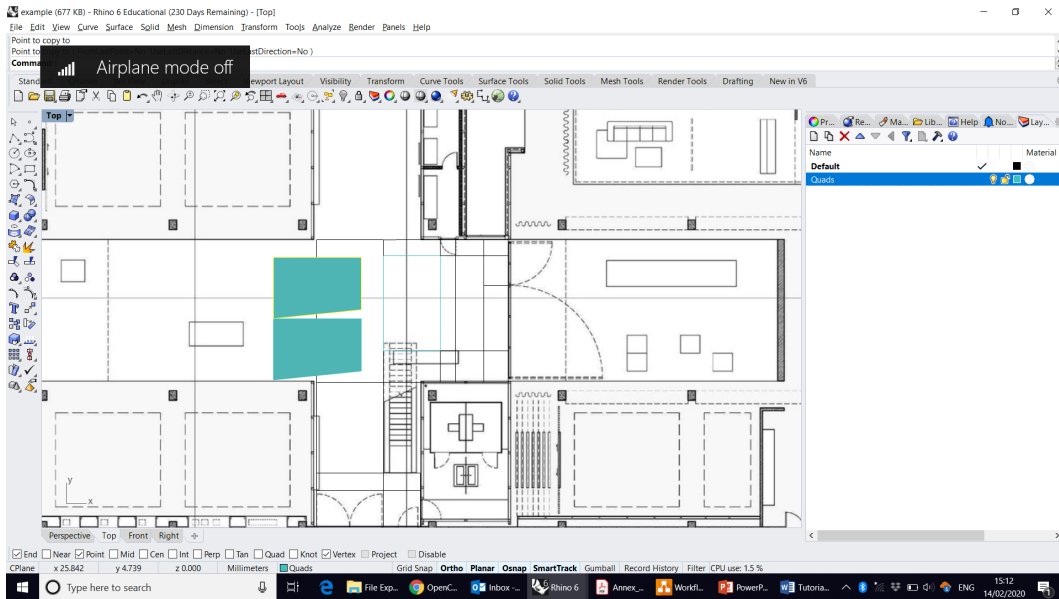 example (677 KB) - Rhino 6 Educational (230 Days Remaining) - [Top]
File Edit View Curve Surface Solid Mesh Dimension Transform Tools Analyze Render Panels Help
Point to copy to
Point to
stDirection=No )
Command
Airplane mode off
Stand
ewport Layout Visibility Transform Curve Tools Surface Tools Solid Tools Mesh Tools Render Tools Drafting New in V6
Top
Pr... Re... Ma... Lib... Help No... Lay...
Name Material
Default
Quads
y
x
Perspective Top Front Right
End Near Point Mid Cen Int Perp Tan Quad Knot Vertex Project Disable
CPlane x 25.842 y 4.739 z 0.000 Millimeters Quads Grid Snap Ortho Planar Osnap SmartTrack Gumball Record History Filter CPU use: 1.5 %
Type here to search
File Exp... OpenC... Inbox -... Rhino 6 Annex_... Workfl... PowerP... Tutoria... ENG
15:12
14/02/2020